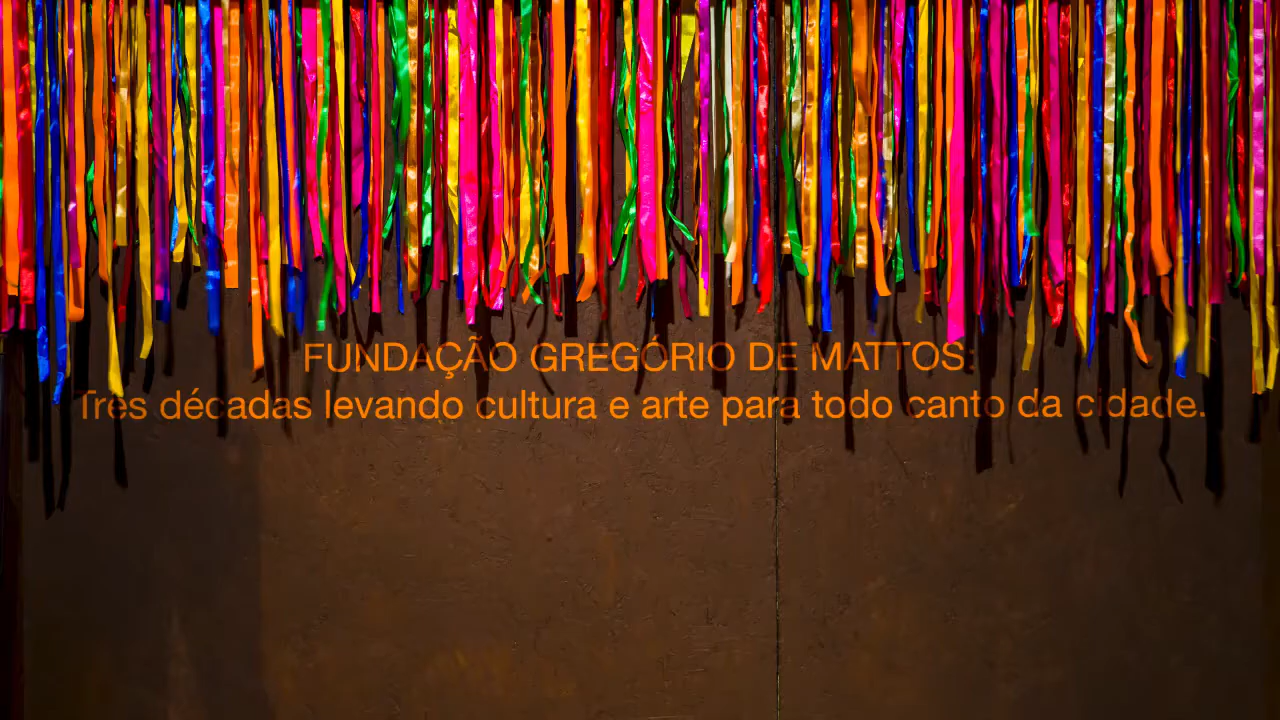 FUNDAÇÃO GREGÓRIO DE MATTOS:
Três décadas levando cultura e arte para todo canto da cidade.